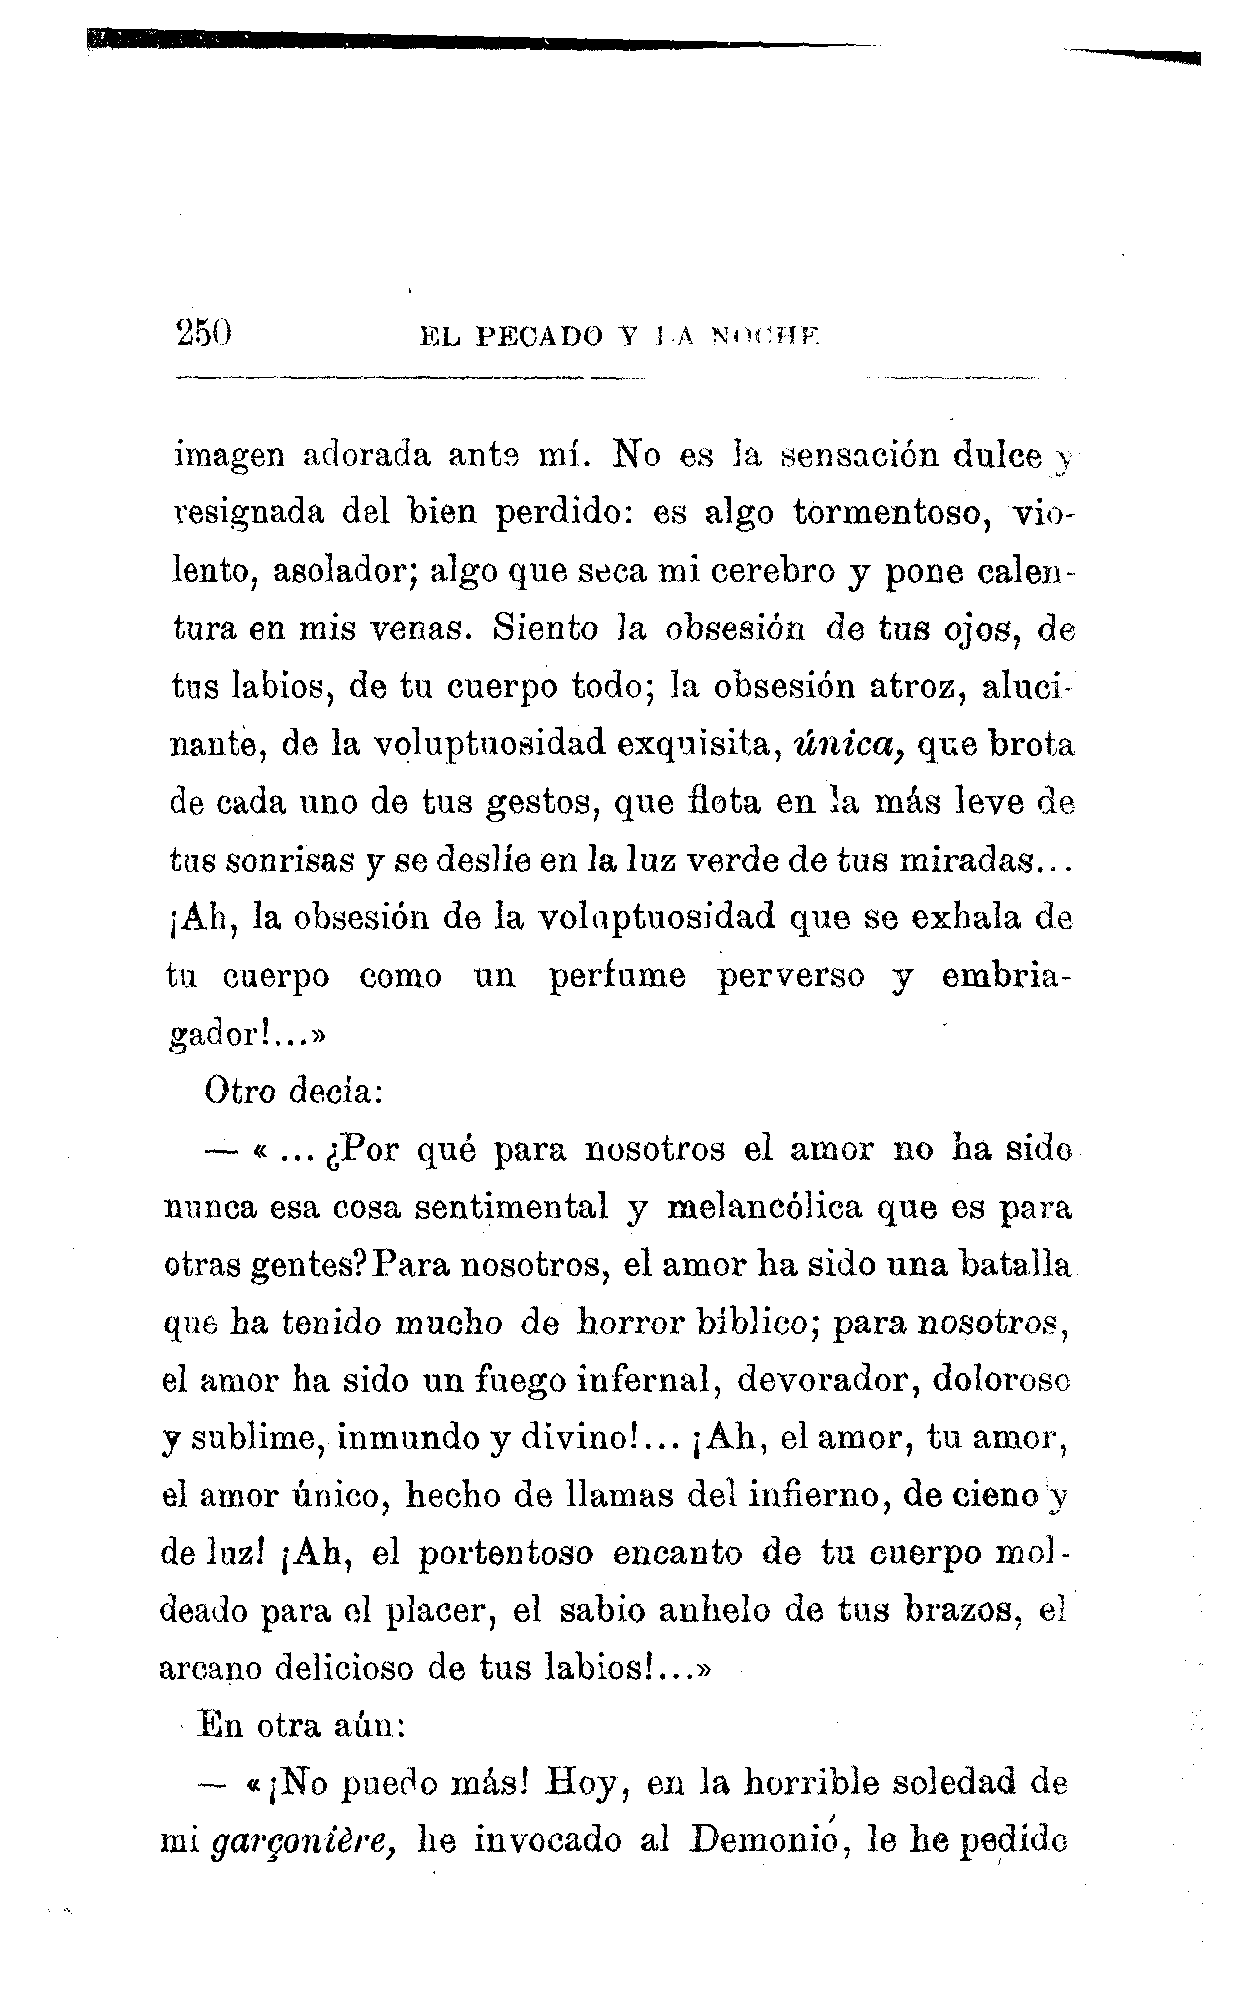 250 EL PECADO Y LA NOCHE
imagen adorada ante mí. No es la sensación dulce y
resignada del bien perdido: es algo tormentoso, vio-
lento, asolador; algo que seca mi cerebro y pone calen-
tura en mis venas. Siento la obsesión de tus ojos, de
tus labios, de tu cuerpo todo; la obsesión atroz, aluci-
nante, de la voluptuosidad exquisita, única, que brota
de cada uno de tus gestos, que flota en la más leve de
tus sonrisas y se deslíe en la luz verde de tus miradas...
¡Ah, la obsesión de la voluptuosidad que se exhala de
tu cuerpo como un perfume perverso y embria-
gador!...»
Otro decía:
— « ... ¿Por qué para nosotros el amor no ha sido
nunca esa cosa sentimental y melancólica que es para
otras gentes? Para nosotros, el amor ha sido una batalla
que ha tenido mucho de horror bíblico; para nosotros,
el amor ha sido un fuego infernal, devorador, doloroso
y sublime, inmundo y divino!... ¡Ah, el amor, tu amor,
el amor único, hecho de llamas del infierno, de cieno y
de luz! ¡Ah, el portentoso encanto de tu cuerpo mol-
deado para el placer, el sabio anhelo de tus brazos, el
arcano delicioso de tus labios!...»
En otra aún:
— «¡No puedo más! Hoy, en la horrible soledad de
mi garçonière, he invocado al Demonio, le he pedido